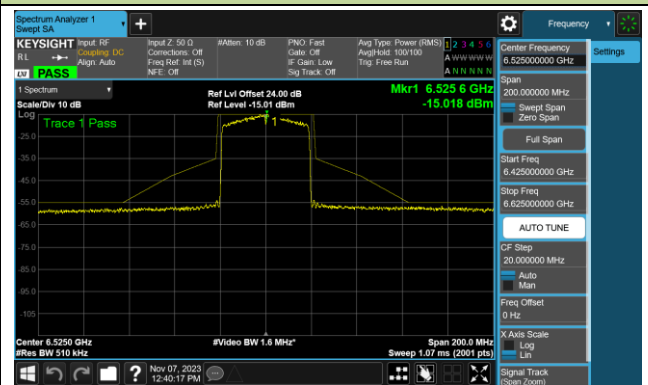 Spectrum Analyzer 1
Swept SA
+
Frequency
KEYSIGHT
RL
PASS
Input: RF
Coupling: DC
Align: Auto
Input Z: 50 Ω
Corrections: Off
Freq Ref: Int (S)
NFE: Off
#Atten: 10 dB
PNO: Fast
Gate: Off
IF Gain: Low
Sig Track: Off
Avg Type: Power (RMS)
Avg|Hold: 100/100
Trig: Free Run
1 2 3 4 5 6
A W W W W W
A N N N N N
1 Spectrum
Scale/Div 10 dB
Ref Lvl Offset 24.00 dB
Ref Level -15.01 dBm
Mkr1 6.525 6 GHz
-15.018 dBm
Log
Trace 1 Pass
1
-25.0
-35.0
-45.0
-55.0
-65.0
-75.0
-85.0
-95.0
-105
Center 6.5250 GHz
#Res BW 510 kHz
#Video BW 1.6 MHz*
Span 200.0 MHz
Sweep 1.07 ms (2001 pts)
Center Frequency
6.525000000 GHz
Settings
Span
200.000000 MHz
Swept Span
Zero Span
Full Span
Start Freq
6.425000000 GHz
Stop Freq
6.625000000 GHz
AUTO TUNE
CF Step
20.000000 MHz
Auto
Man
Freq Offset
0 Hz
X Axis Scale
Log
Lin
Signal Track
(Span Zoom)
?
Nov 07, 2023
12:40:17 PM